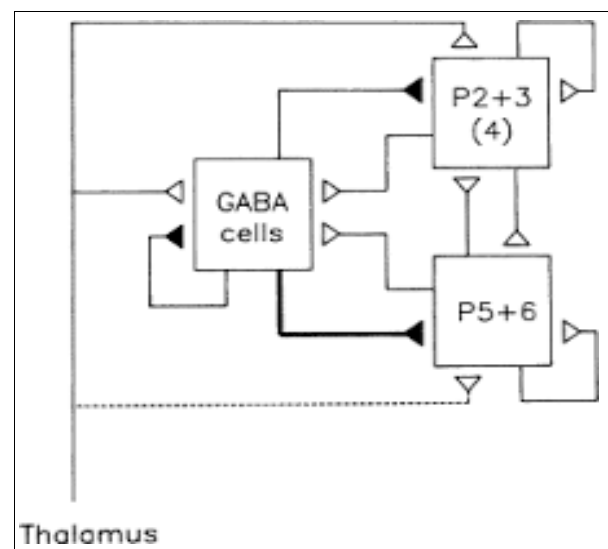 P2+3
(4)
GABA
cells
P5+6
Thalamus